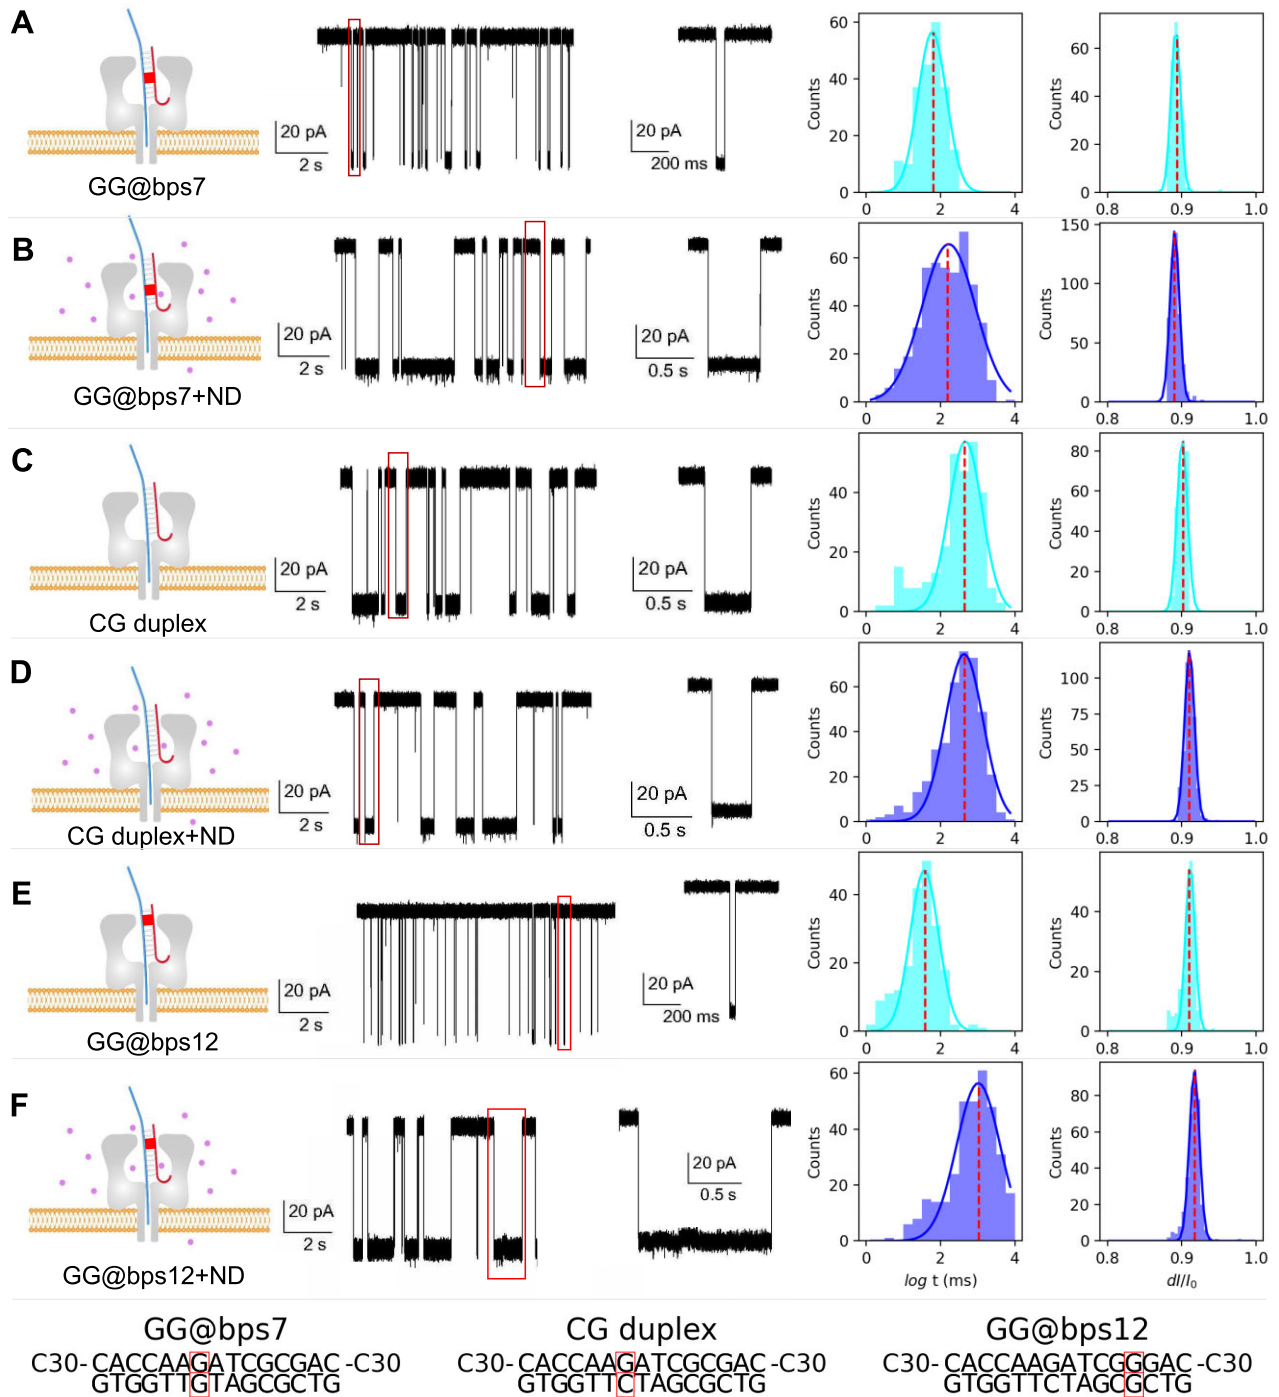 A
GG@bps7
20 pA
2 s
20 pA
200 ms
Counts
60
40
20
0
0 2 4
Counts
60
40
20
0
0.8 0.9 1.0
B
GG@bps7+ND
20 pA
2 s
20 pA
0.5 s
Counts
60
40
20
0
0 2 4
Counts
150
100
50
0
0.8 0.9 1.0
C
CG duplex
20 pA
2 s
20 pA
0.5 s
Counts
40
20
0
0 2 4
Counts
80
60
40
20
0
0.8 0.9 1.0
D
CG duplex+ND
20 pA
2 s
20 pA
0.5 s
Counts
60
40
20
0
0 2 4
Counts
100
75
50
25
0
0.8 0.9 1.0
E
GG@bps12
20 pA
2 s
20 pA
200 ms
Counts
40
20
0
0 2 4
Counts
40
20
0
0.8 0.9 1.0
F
GG@bps12+ND
20 pA
2 s
20 pA
0.5 s
Counts
60
40
20
0
0 2 4
log t (ms)
Counts
80
60
40
20
0
0.8 0.9 1.0
dI/I0
GG@bps7
C30-CACCAAGATCGCGAC-C30
GTGGTTGTAGCGCTG
CG duplex
C30-CACCAAGATCGCGAC-C30
GTGGTTCTAGCGCTG
GG@bps12
C30-CACCAAGATCGGGAC-C30
GTGGTTCTAGCGCTG